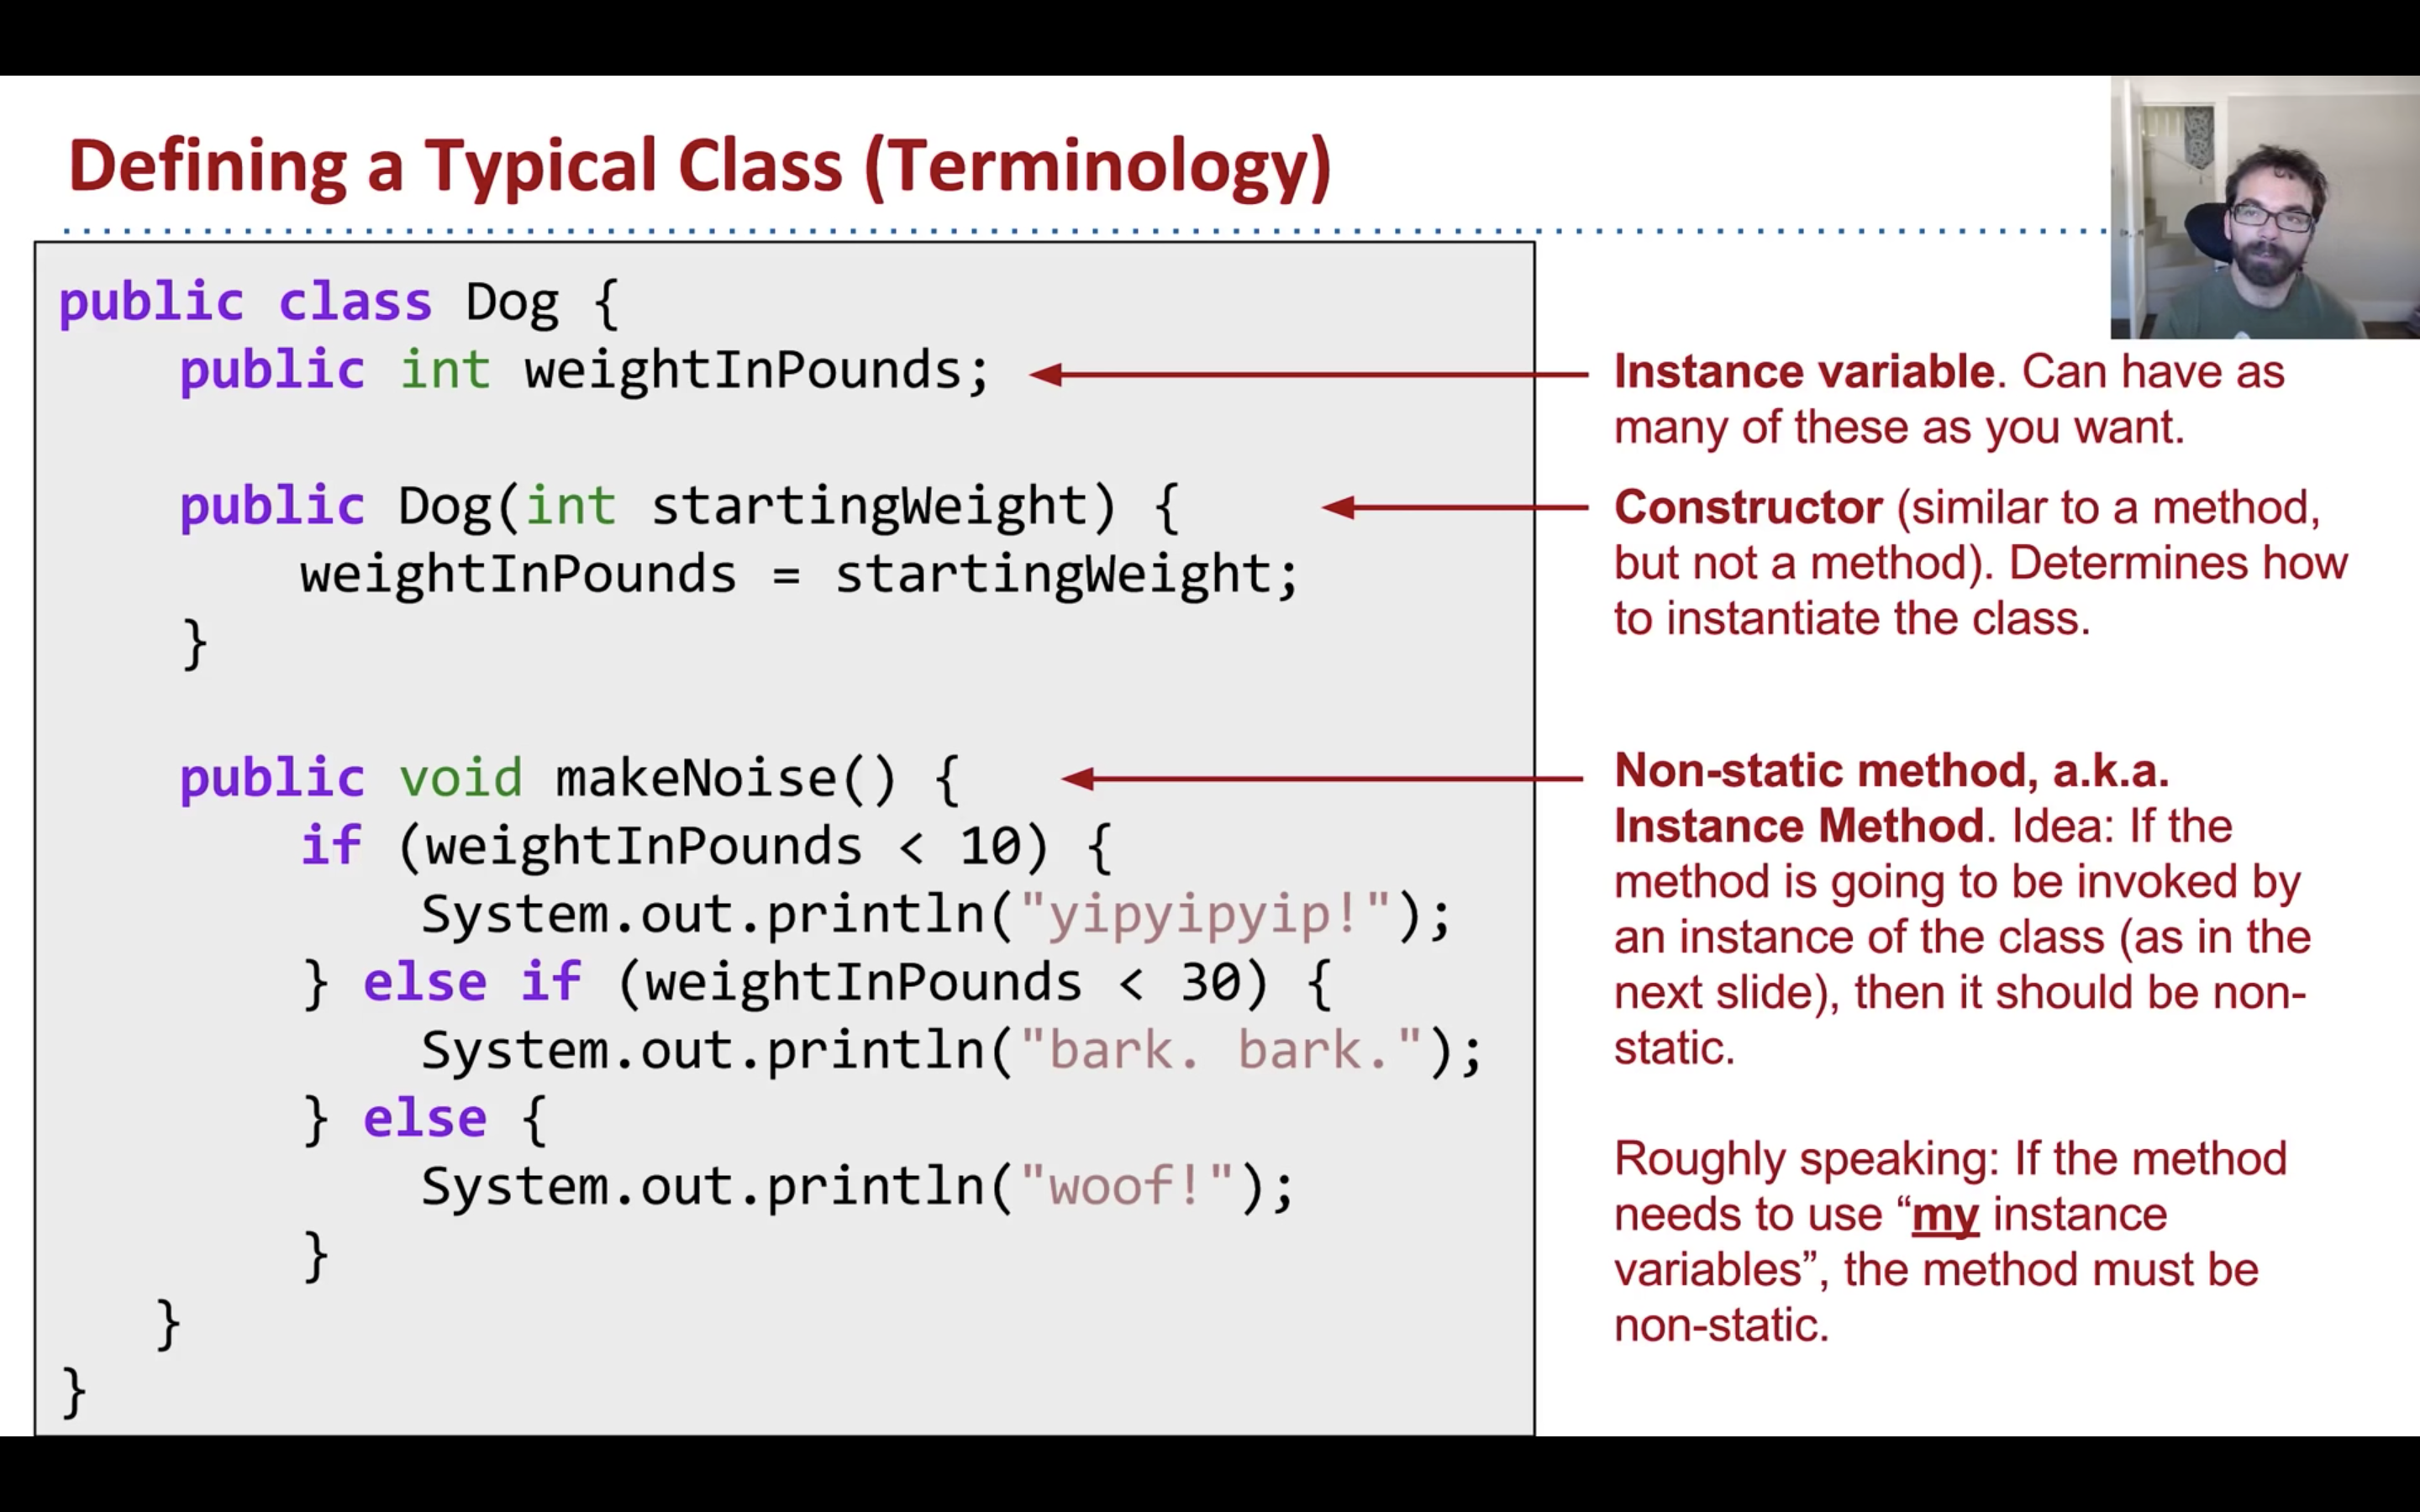 Defining a Typical Class (Terminology)
public class Dog {
public int weightInPounds;
Instance variable. Can have as
many of these as you want.
public Dog(int startingWeight) {
weightInPounds = startingWeight;
}
Constructor (similar to a method,
but not a method). Determines how
to instantiate the class.
public void makeNoise() {
if (weightInPounds < 10) {
System.out.println("yipyipyip!");
} else if (weightInPounds < 30) {
System.out.println("bark. bark.");
} else {
System.out.println("woof!");
}
}
}
Non-static method, a.k.a.
Instance Method. Idea: If the
method is going to be invoked by
an instance of the class (as in the
next slide), then it should be non-
static.
Roughly speaking: If the method
needs to use “my instance
variables”, the method must be
non-static.